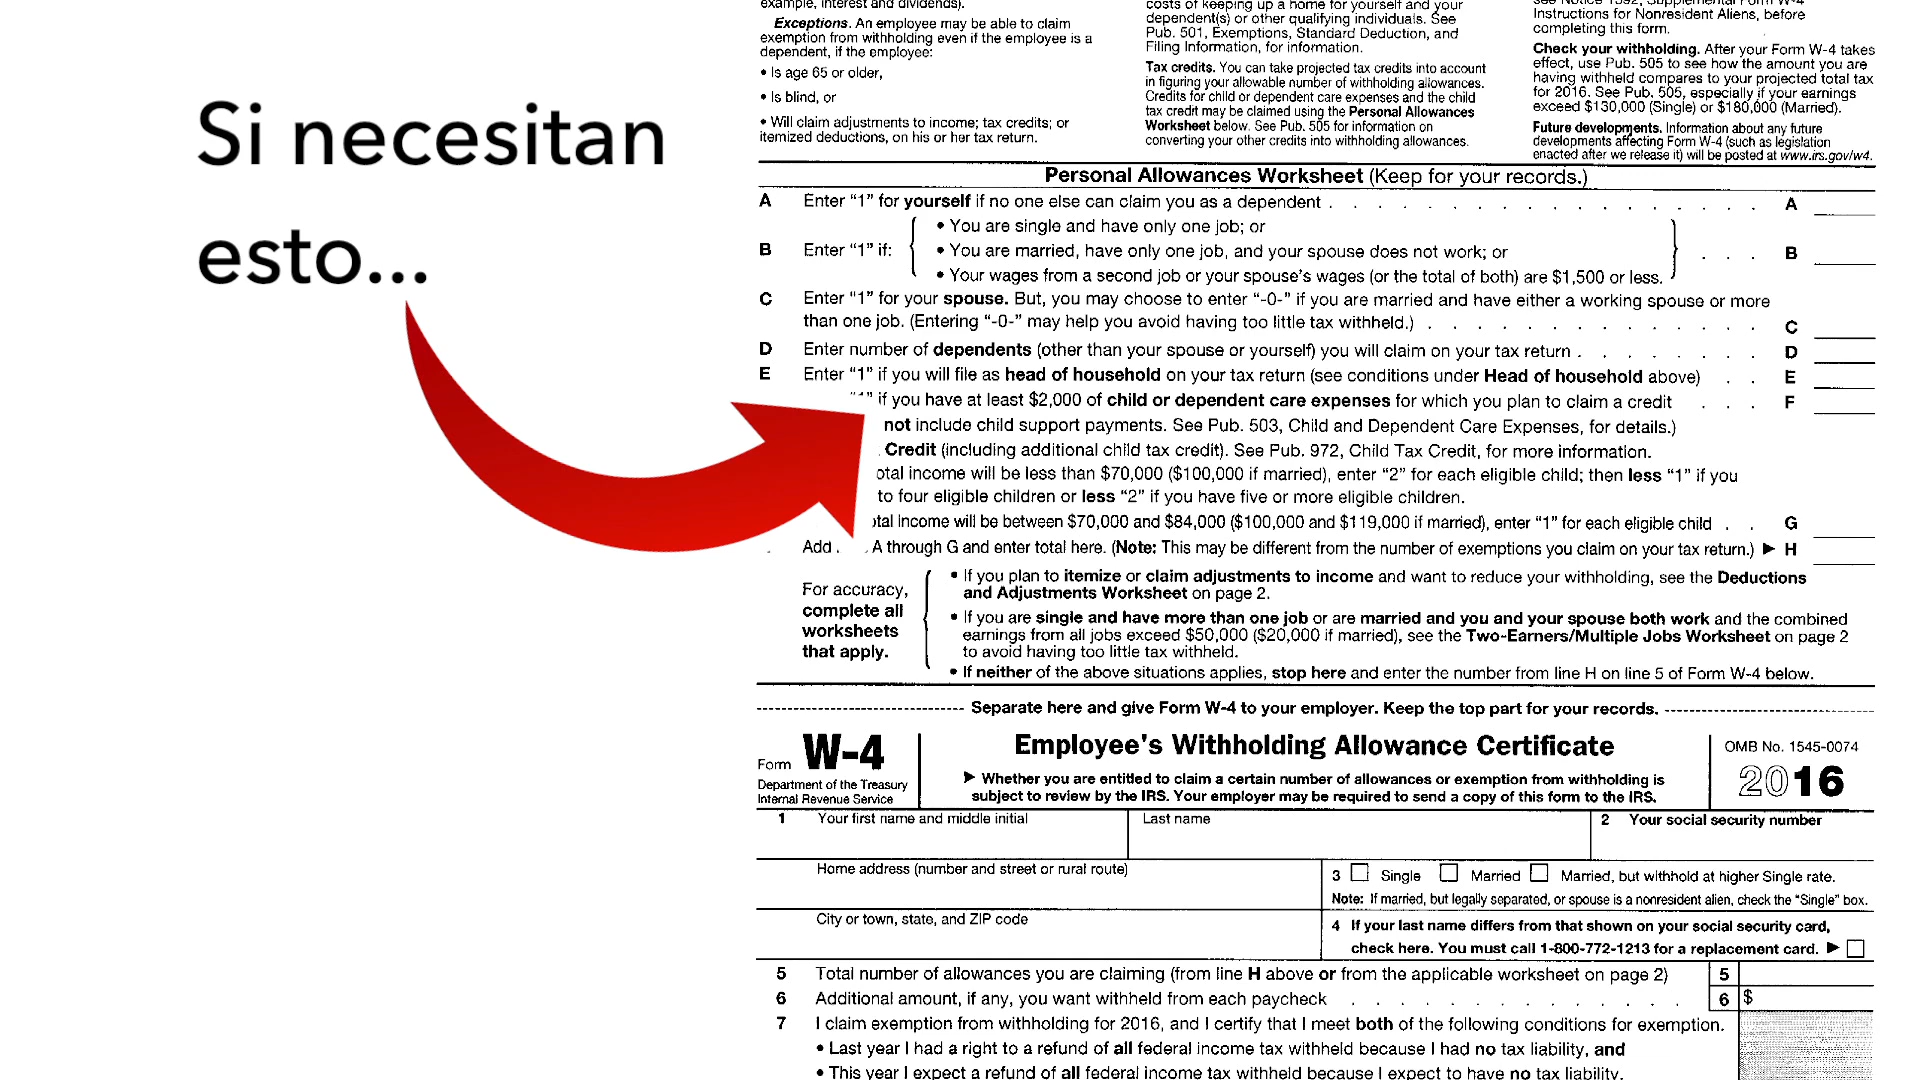 Si necesitan
esto...
example, interest and dividends).
Exceptions. An employee may be able to claim
exemption from withholding even if the employee is a
dependent, if the employee:
• Is age 65 or older,
• Is blind, or
• Will claim adjustments to income; tax credits; or
itemized deductions, on his or her tax return.
costs of keeping up a home for yourself and your
dependent(s) or other qualifying individuals. See
Pub. 501, Exemptions, Standard Deduction, and
Filing Information, for information.
Tax credits. You can take projected tax credits into account
in figuring your allowable number of withholding allowances.
Credits for child or dependent care expenses and the child
tax credit may be claimed using the Personal Allowances
Worksheet below. See Pub. 505 for information on
converting your other credits into withholding allowances.
see Notice 1392, Supplemental Form W-4
Instructions for Nonresident Aliens, before
completing this form.
Check your withholding. After your Form W-4 takes
effect, use Pub. 505 to see how the amount you are
having withheld compares to your projected total tax
for 2016. See Pub. 505, especially if your earnings
exceed $130,000 (Single) or $180,000 (Married).
Future developments. Information about any future
developments affecting Form W-4 (such as legislation
enacted after we release it) will be posted at www.irs.gov/w4.
Personal Allowances Worksheet (Keep for your records.)
A Enter "1" for yourself if no one else can claim you as a dependent . . . . . . . . . . . . . . . . . . A
• You are single and have only one job; or
B Enter "1" if: { • You are married, have only one job, and your spouse does not work; or } . . . B
• Your wages from a second job or your spouse's wages (or the total of both) are $1,500 or less.
C Enter "1" for your spouse. But, you may choose to enter "-0-" if you are married and have either a working spouse or more
than one job. (Entering "-0-" may help you avoid having too little tax withheld.) . . . . . . . . . . . . . . C
D Enter number of dependents (other than your spouse or yourself) you will claim on your tax return . . . . . . . . D
E Enter "1" if you will file as head of household on your tax return (see conditions under Head of household above) . . E
"1" if you have at least $2,000 of child or dependent care expenses for which you plan to claim a credit . . . F
not include child support payments. See Pub. 503, Child and Dependent Care Expenses, for details.)
Credit (including additional child tax credit). See Pub. 972, Child Tax Credit, for more information.
otal income will be less than $70,000 ($100,000 if married), enter "2" for each eligible child; then less "1" if you
to four eligible children or less "2" if you have five or more eligible children.
tal income will be between $70,000 and $84,000 ($100,000 and $119,000 if married), enter "1" for each eligible child . . G
Add A through G and enter total here. (Note: This may be different from the number of exemptions you claim on your tax return.) ▶ H
For accuracy,
complete all
worksheets
that apply.
• If you plan to itemize or claim adjustments to income and want to reduce your withholding, see the Deductions
and Adjustments Worksheet on page 2.
• If you are single and have more than one job or are married and you and your spouse both work and the combined
earnings from all jobs exceed $50,000 ($20,000 if married), see the Two-Earners/Multiple Jobs Worksheet on page 2
to avoid having too little tax withheld.
• If neither of the above situations applies, stop here and enter the number from line H on line 5 of Form W-4 below.
Separate here and give Form W-4 to your employer. Keep the top part for your records.
Form W-4
Department of the Treasury
Internal Revenue Service
Employee's Withholding Allowance Certificate
▶ Whether you are entitled to claim a certain number of allowances or exemption from withholding is
subject to review by the IRS. Your employer may be required to send a copy of this form to the IRS.
OMB No. 1545-0074
2016
1 Your first name and middle initial
Last name
2 Your social security number
Home address (number and street or rural route)
3 Single Married Married, but withhold at higher Single rate.
Note: If married, but legally separated, or spouse is a nonresident alien, check the "Single" box.
City or town, state, and ZIP code
4 If your last name differs from that shown on your social security card,
check here. You must call 1-800-772-1213 for a replacement card. ▶
5 Total number of allowances you are claiming (from line H above or from the applicable worksheet on page 2) 5
6 Additional amount, if any, you want withheld from each paycheck . . . . . . . . . . . . . . 6 $
7 I claim exemption from withholding for 2016, and I certify that I meet both of the following conditions for exemption.
• Last year I had a right to a refund of all federal income tax withheld because I had no tax liability, and
• This year I expect a refund of all federal income tax withheld because I expect to have no tax liability.